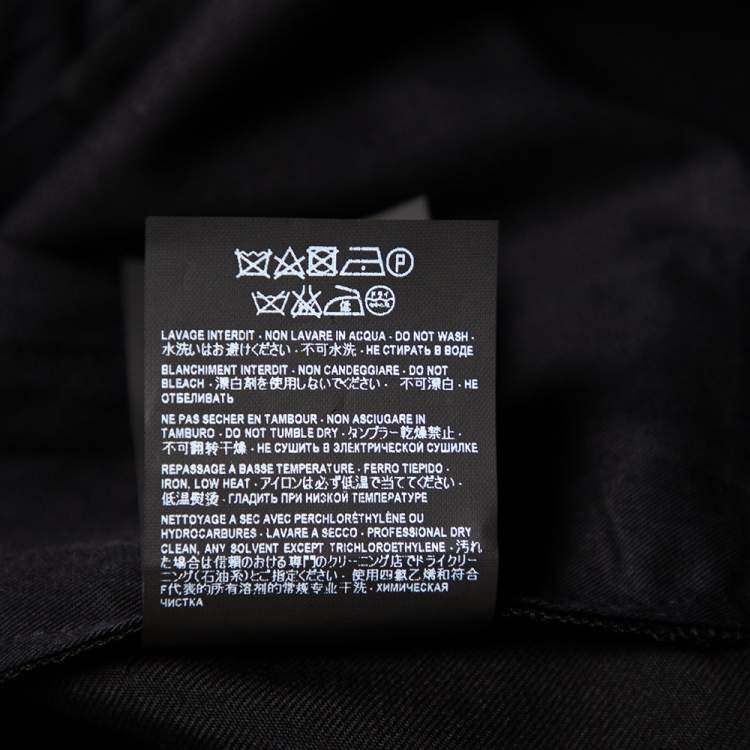 P
低 ドライ
LAVAGE INTERDIT - NON LAVARE IN ACQUA - DO NOT WASH -
水洗いはお避けください - 不可水洗 - НЕ СТИРАТЬ В ВОДЕ
BLANCHIMENT INTERDIT - NON CANDEGGIARE - DO NOT
BLEACH - 漂白剤を使用しないでください - 不可漂白 - НЕ
ОТБЕЛИВАТЬ
NE PAS SECHER EN TAMBOUR - NON ASCIUGARE IN
TAMBURO - DO NOT TUMBLE DRY - タンブラー乾燥禁止 -
不可翻转干燥 - НЕ СУШИТЬ В ЭЛЕКТРИЧЕСКОЙ СУШИЛКЕ
REPASSAGE A BASSE TEMPERATURE - FERRO TIEPIDO -
IRON, LOW HEAT - アイロンは必ず低温で当ててください -
低温熨烫 - ГЛАДИТЬ ПРИ НИЗКОЙ ТЕМПЕРАТУРЕ
NETTOYAGE A SEC AVEC PERCHLORÉTHYLÈNE OU
HYDROCARBURES - LAVARE A SECCO - PROFESSIONAL DRY
CLEAN, ANY SOLVENT EXCEPT TRICHLOROETHYLENE - 汚れ
た場合は信頼のおける専門のクリーニング店でドライクリー
ニング(石油系)とご指定ください - 使用四氯乙烯和符合
F代表的所有溶剂的常规专业干洗 - ХИМИЧЕСКАЯ
ЧИСТКА